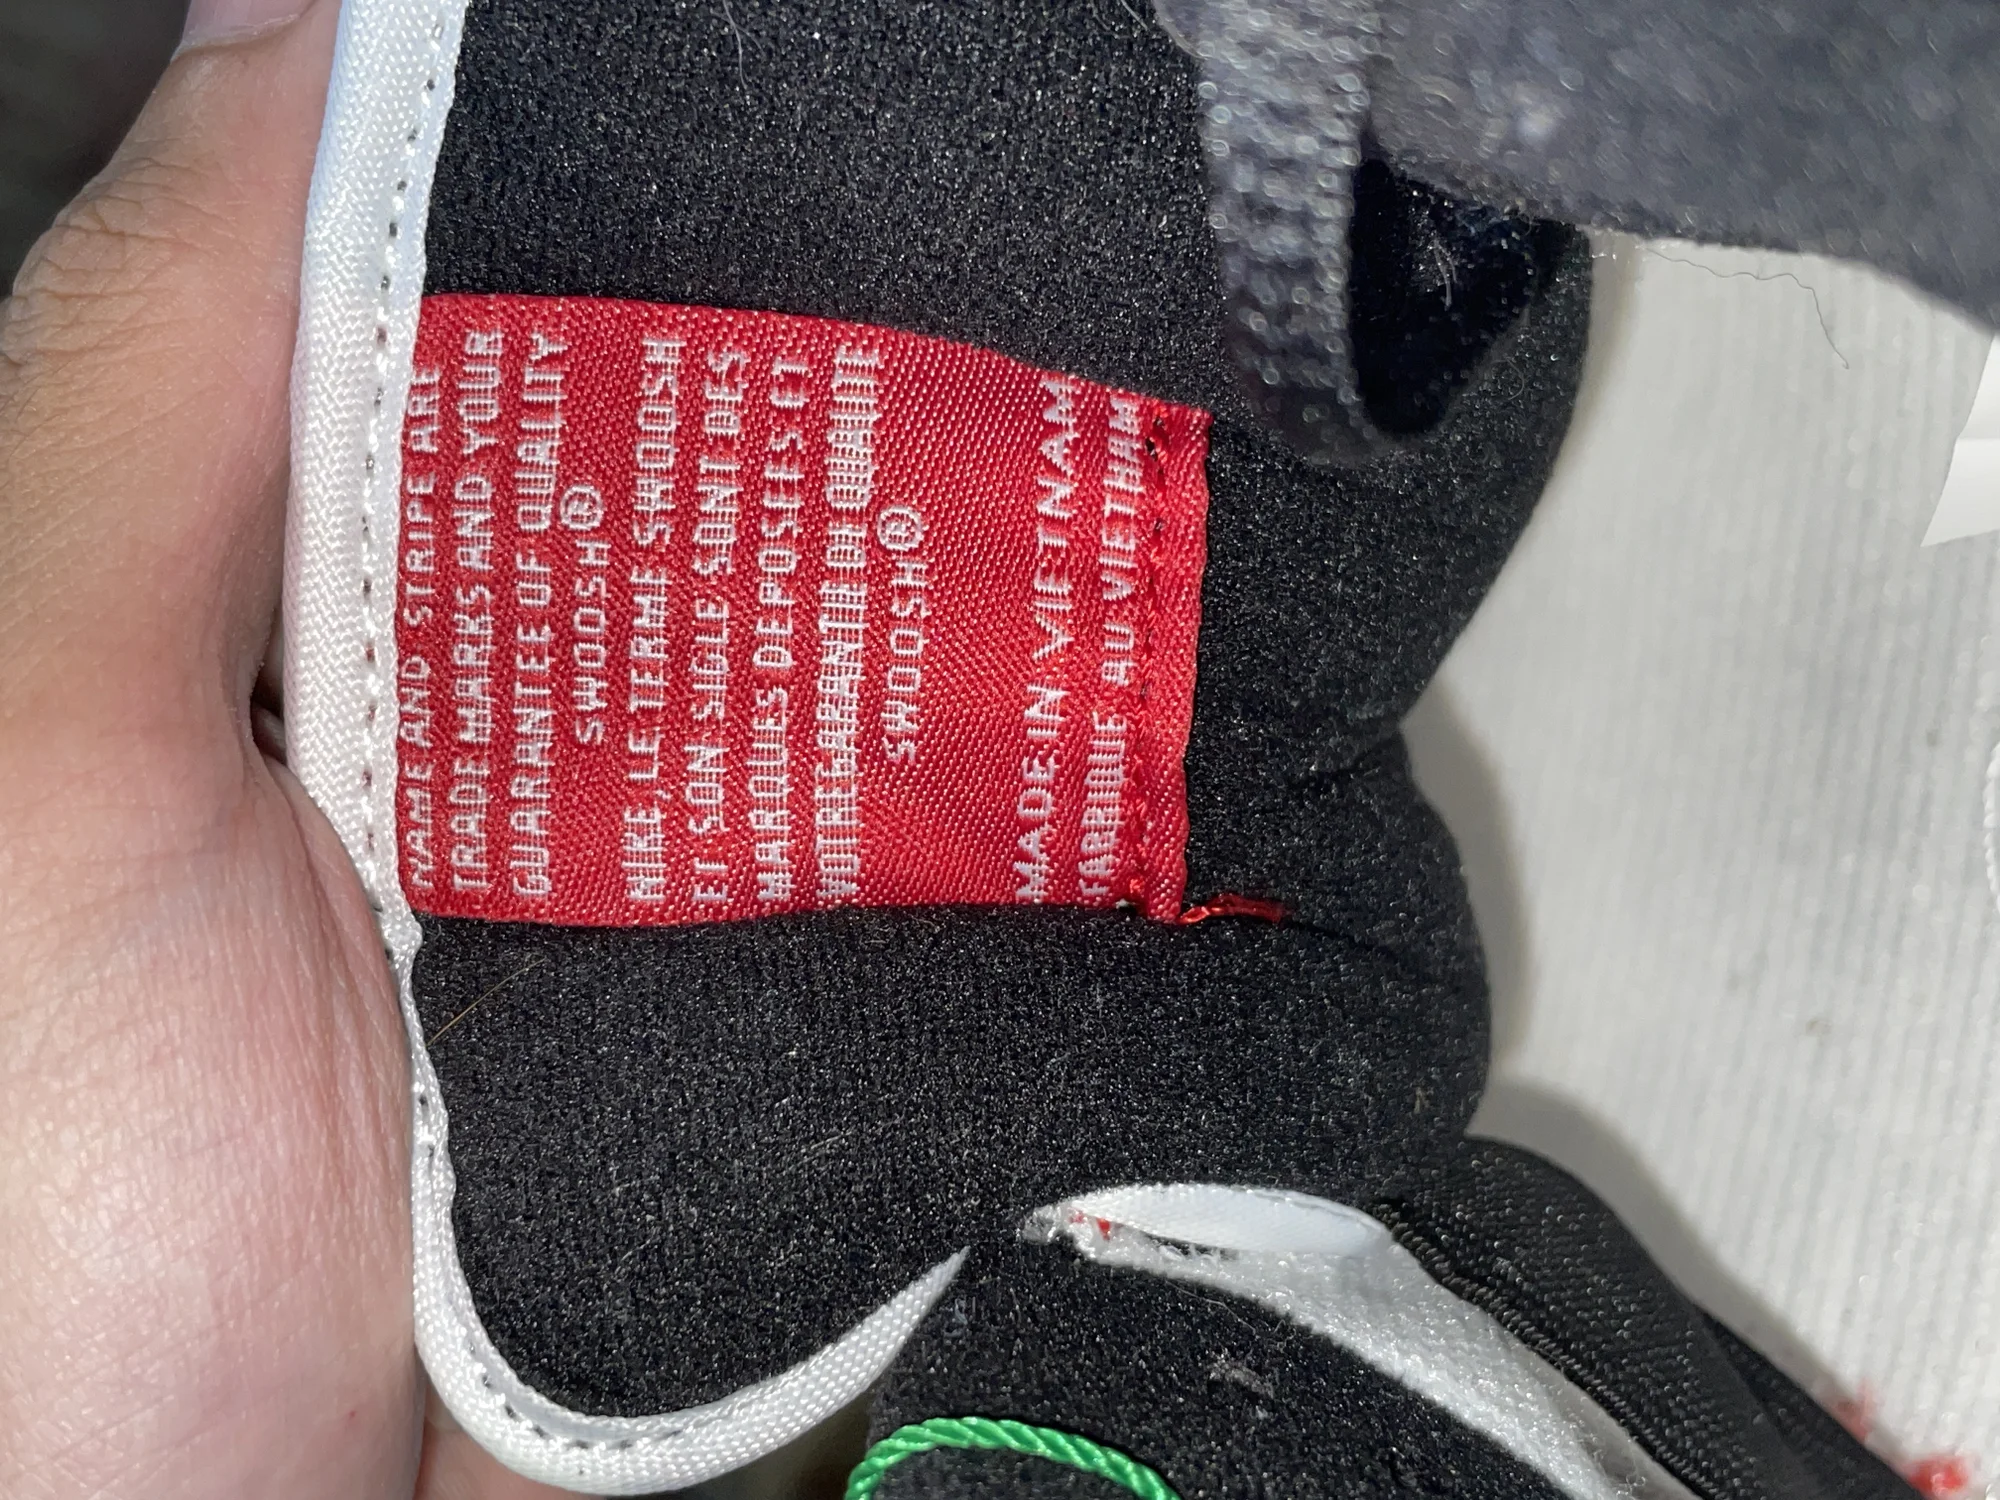 NAME AND STRIPE ARE
TRADE MARKS AND YOUR
GUARANTEE OF QUALITY.
SWOOSH®
NIKE, LE TERME SWOOSH
ET SON SIGLE SONT DES
MARQUES DEPOSEES ET
VOTRE GARANTIE DE QUALITE
SWOOSH®
MADE IN VIETNAM
FABRIQUE AU VIETNAM